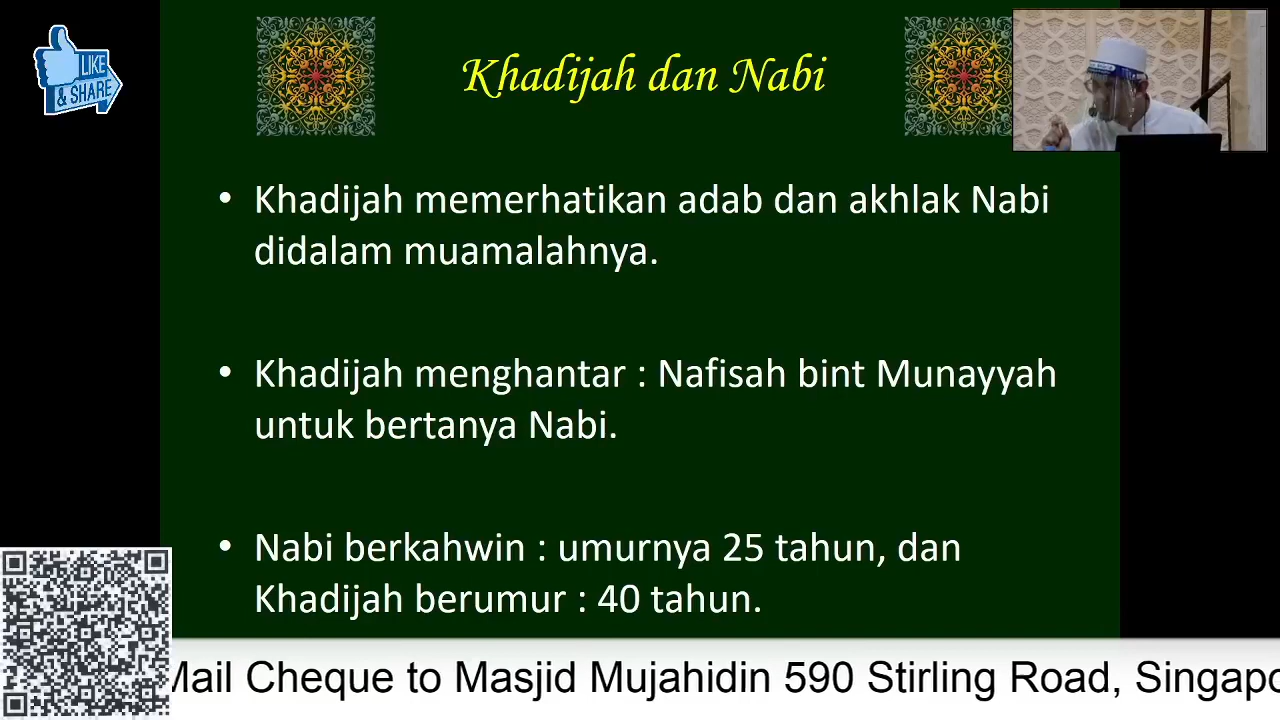 LIKE
& SHARE
Khadijah dan Nabi
• Khadijah memerhatikan adab dan akhlak Nabi
didalam muamalahnya.
• Khadijah menghantar : Nafisah bint Munayyah
untuk bertanya Nabi.
• Nabi berkahwin : umurnya 25 tahun, dan
Khadijah berumur : 40 tahun.
Mail Cheque to Masjid Mujahidin 590 Stirling Road, Singapo